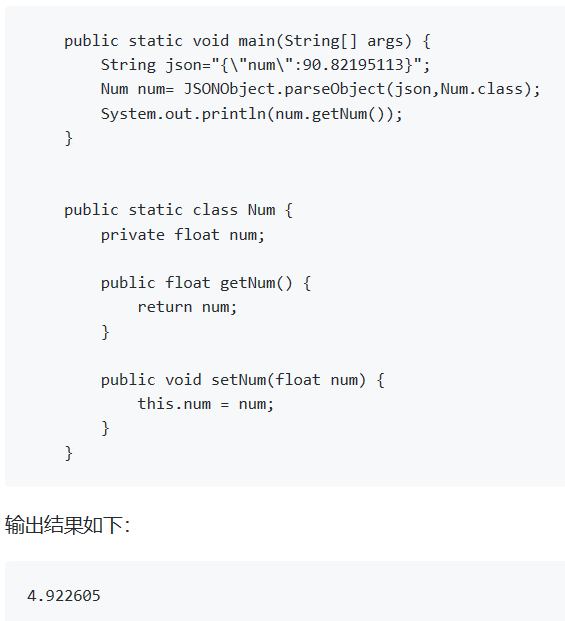 public static void main(String[] args) {
String json="{\"num\":90.82195113}";
Num num= JSONObject.parseObject(json,Num.class);
System.out.println(num.getNum());
}
public static class Num {
private float num;
public float getNum() {
return num;
}
public void setNum(float num) {
this.num = num;
}
}
输出结果如下：
4.922605